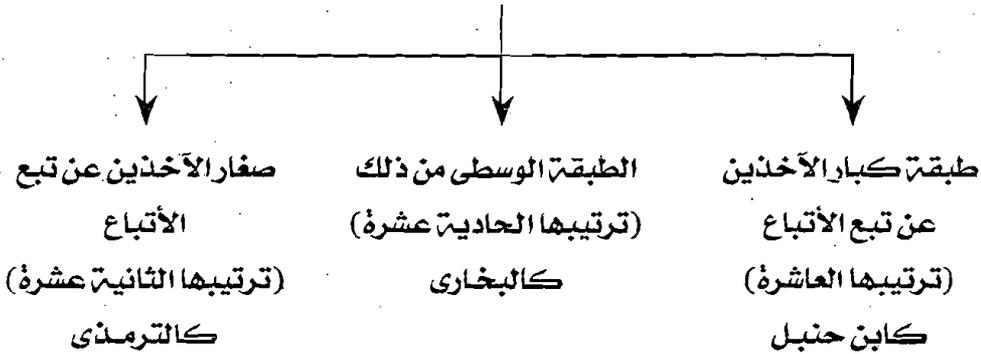 طبقة كبار الآخذين
عن تبع الأتباع
(ترتيبها العاشرة)
كابن حنبل
الطبقة الوسطى من ذلك
(ترتيبها الحادية عشرة)
كالبخارى
صغار الآخذين عن تبع
الأتباع
(ترتيبها الثانية عشرة)
كالترمذى